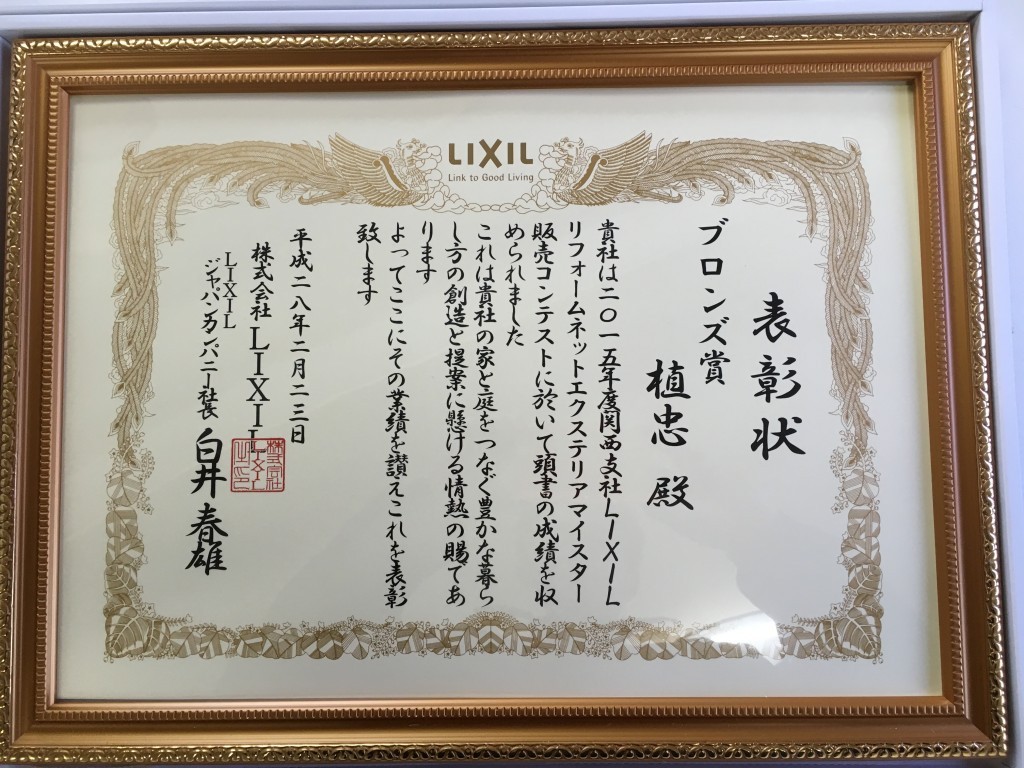 LIXIL
Link to Good Living
表彰状
ブロンズ賞
植忠 殿
貴社は二〇一五年度関西支社LIXIL
リフォームネットエクステリアマイスター
販売コンテストに於いて頭書の成績を収
められました
これは貴社の家と庭をつなぐ豊かな暮ら
し方の創造と提案に懸ける情熱の賜であ
ります
よってここにその業績を讃えこれを表彰
致します
平成二八年二月二三日
株式会社LIXIL
LIXIL
ジャパンカンパニー社長 白井春雄